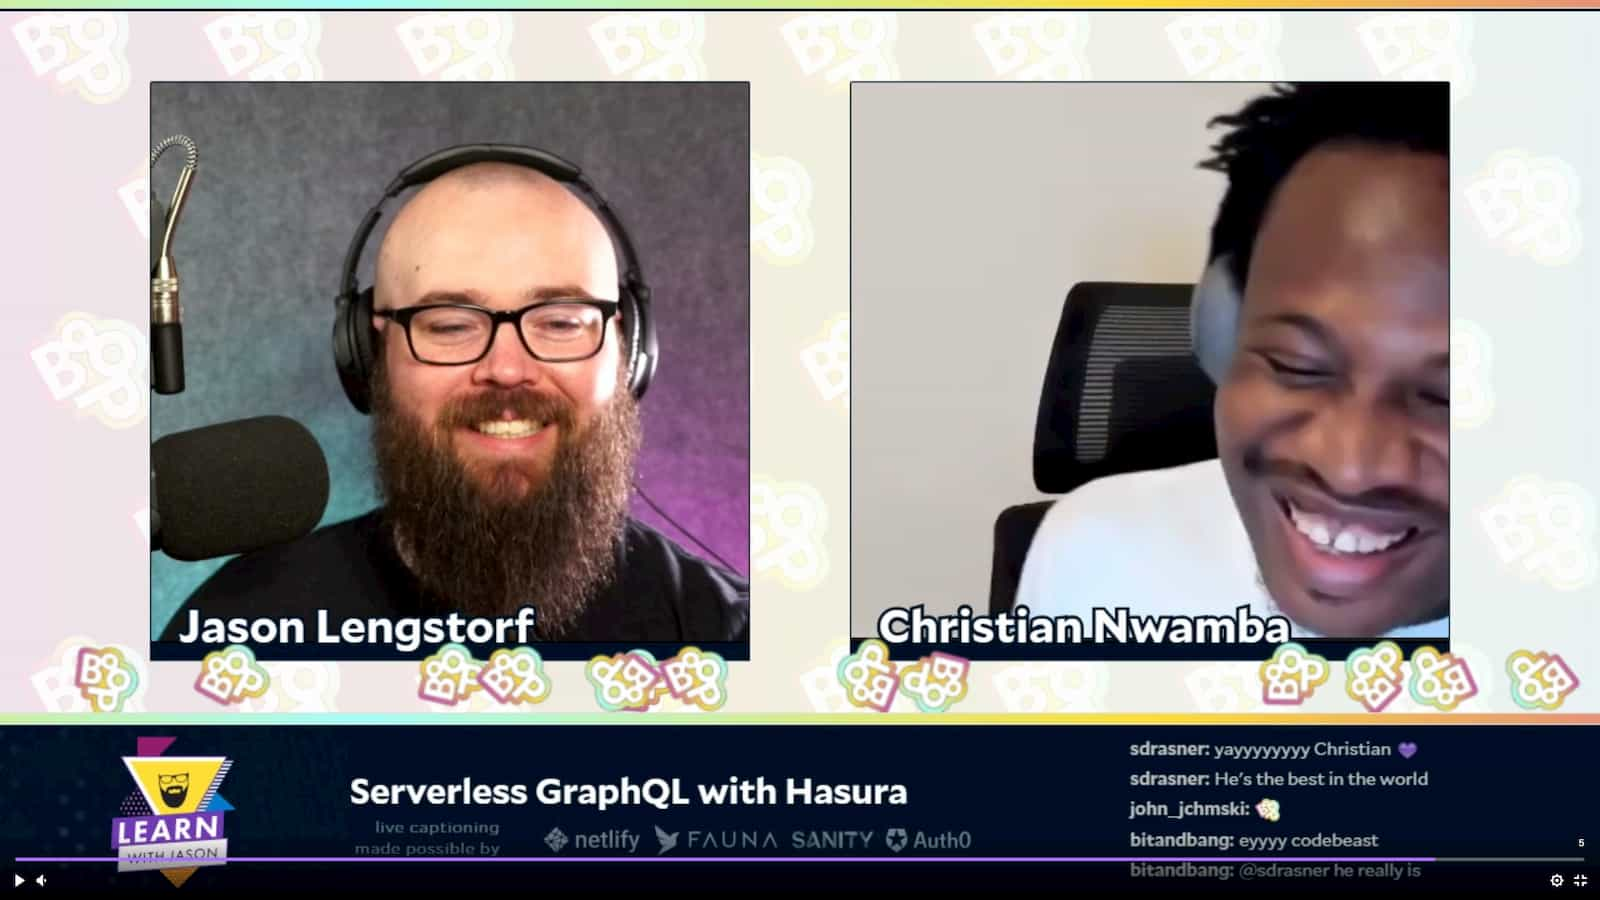 Jason Lengstorf
Christian Nwamba
LEARN
WITH JASON
Serverless GraphQL with Hasura
live captioning
made possible by
netlify
FAUNA
SANITY
Auth0
sdrasner: yayyyyyyyy Christian 💜
sdrasner: He's the best in the world
john_jchmski:
bitandbang: eyyyy codebeast
bitandbang: @sdrasner he really is
5
BOOP